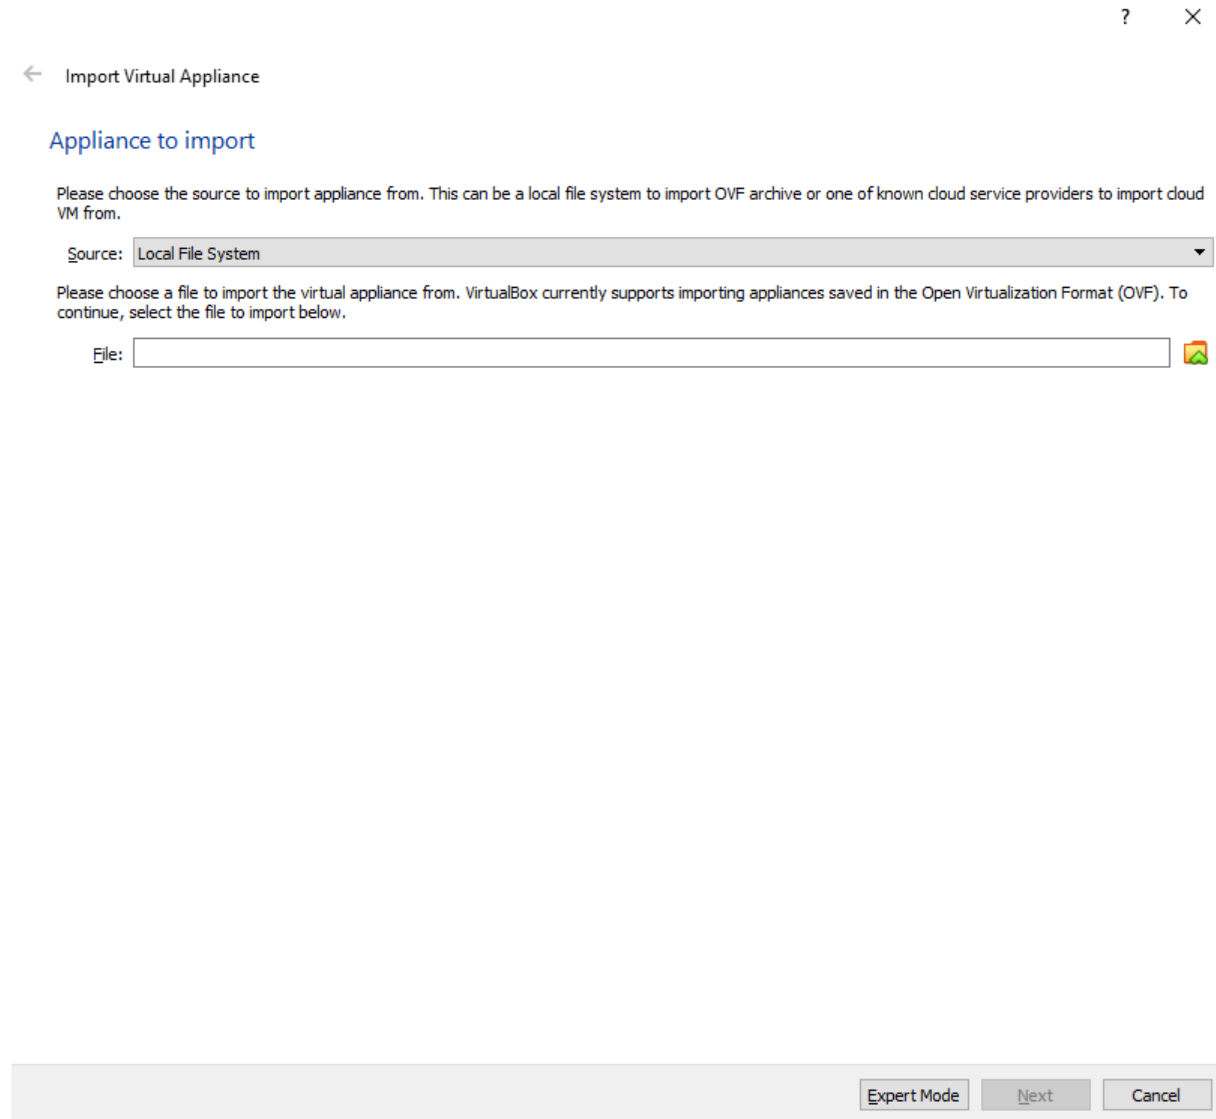 ?
Import Virtual Appliance
Appliance to import
Please choose the source to import appliance from. This can be a local file system to import OVF archive or one of known cloud service providers to import cloud
VM from.
Source: Local File System
Please choose a file to import the virtual appliance from. VirtualBox currently supports importing appliances saved in the Open Virtualization Format (OVF). To
continue, select the file to import below.
File:
Expert Mode Next Cancel